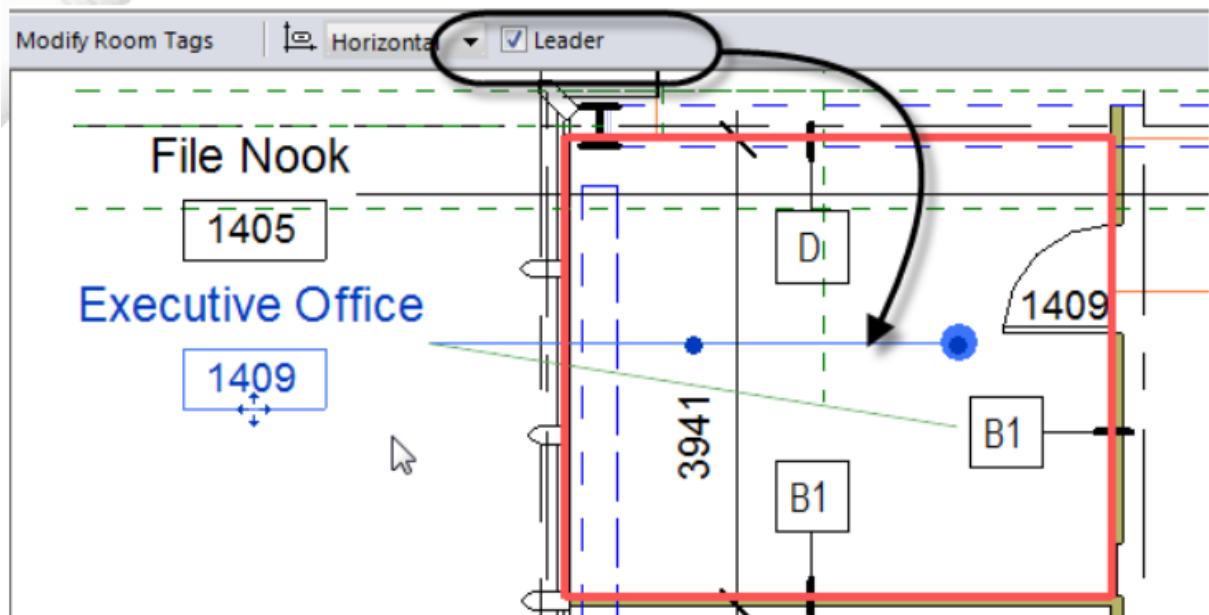 Modify Room Tags Horizontal Leader
File Nook
1405
Executive Office
1409
D
1409
3941
B1
B1